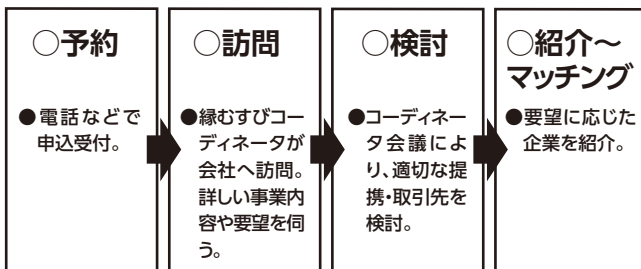 ○予約
●電話などで
申込受付。
○訪問
●縁むすびコー
ディネータが
会社へ訪問。
詳しい事業内
容や要望を伺
う。
○検討
●コーディネー
タ会議によ
り、適切な提
携・取引先を
検討。
○紹介〜
マッチング
●要望に応じた
企業を紹介。